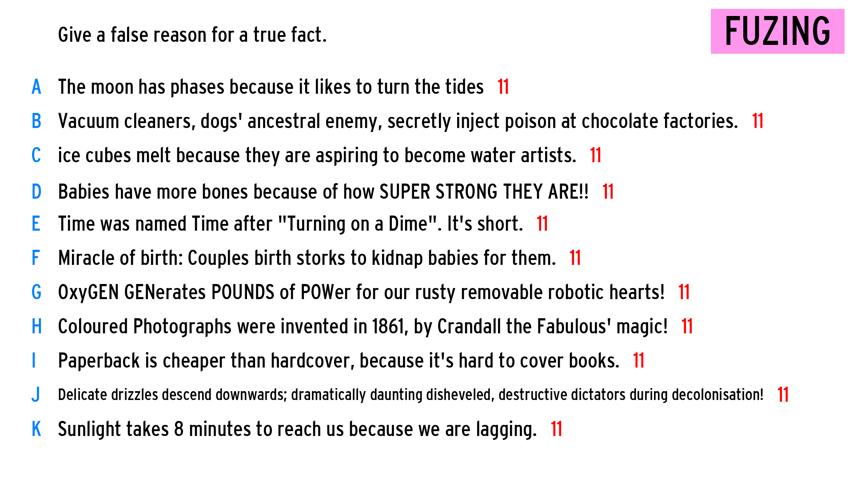 Give a false reason for a true fact.
FUZING
A The moon has phases because it likes to turn the tides 11
B Vacuum cleaners, dogs' ancestral enemy, secretly inject poison at chocolate factories. 11
C ice cubes melt because they are aspiring to become water artists. 11
D Babies have more bones because of how SUPER STRONG THEY ARE!! 11
E Time was named Time after "Turning on a Dime". It's short. 11
F Miracle of birth: Couples birth storks to kidnap babies for them. 11
G OxyGEN GENerates POUNDS of POWer for our rusty removable robotic hearts! 11
H Coloured Photographs were invented in 1861, by Crandall the Fabulous' magic! 11
I Paperback is cheaper than hardcover, because it's hard to cover books. 11
J Delicate drizzles descend downwards; dramatically daunting disheveled, destructive dictators during decolonisation! 11
K Sunlight takes 8 minutes to reach us because we are lagging. 11